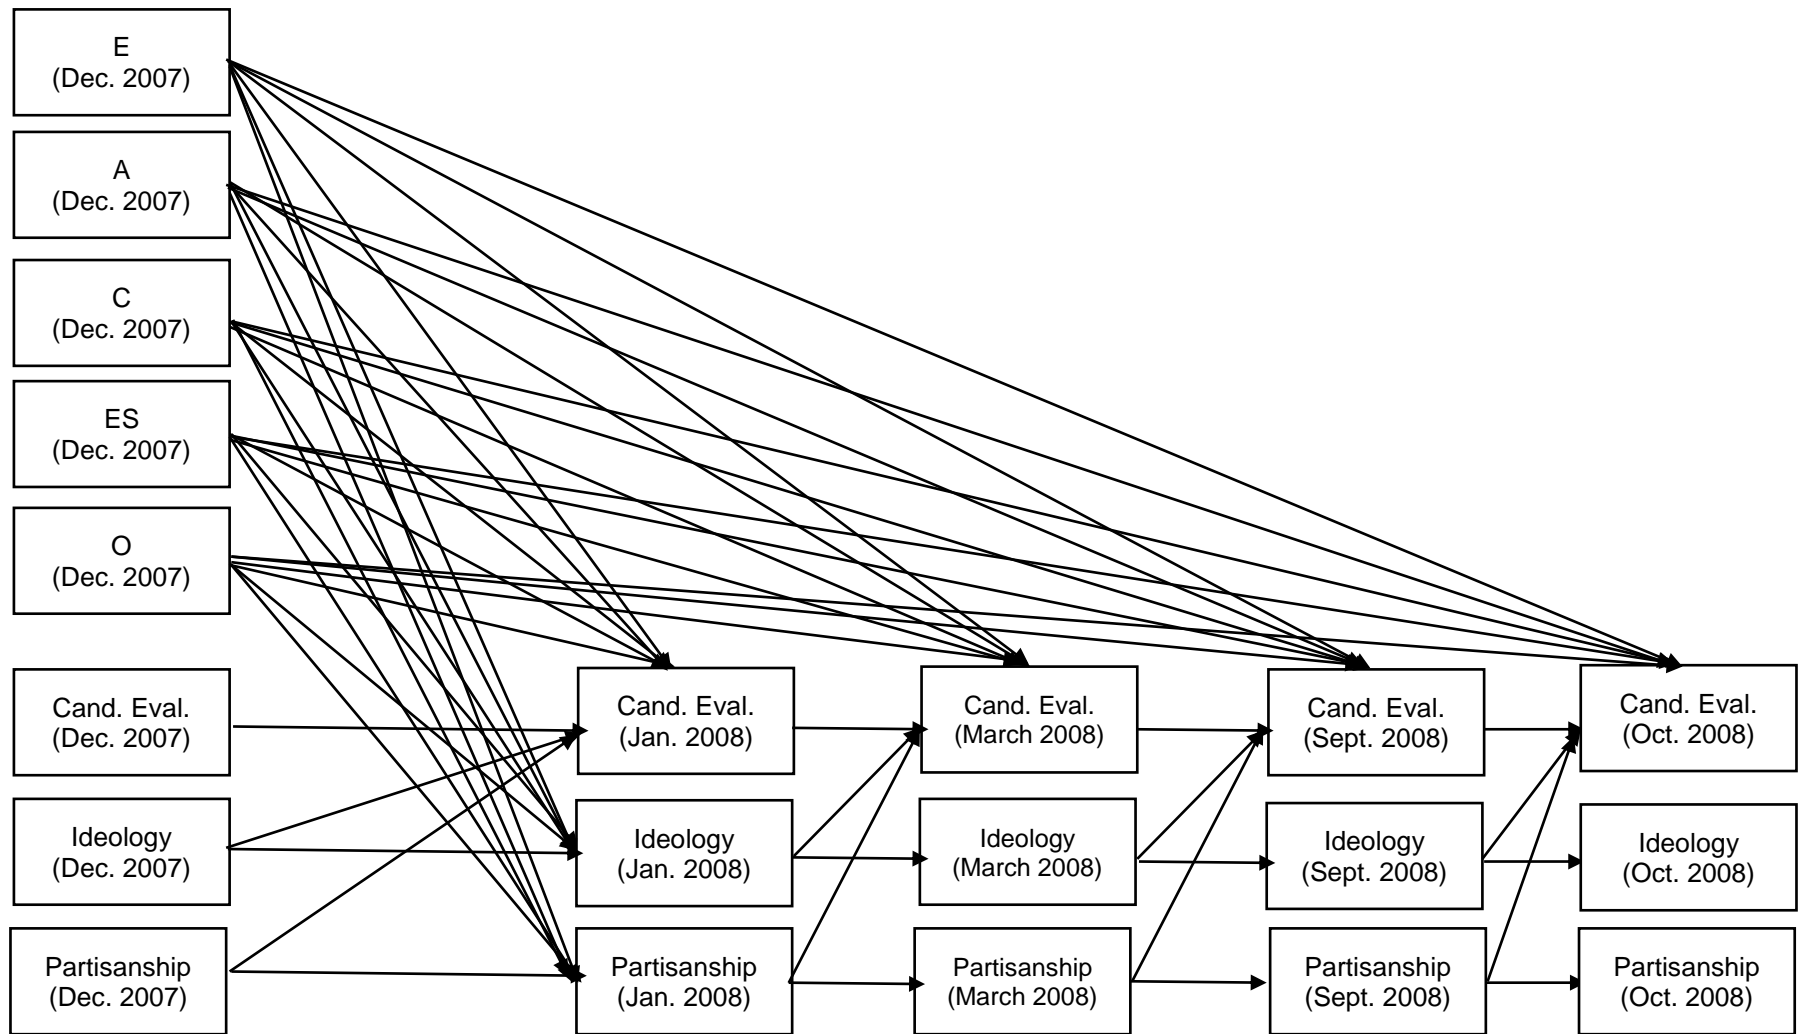 E
(Dec. 2007)
A
(Dec. 2007)
C
(Dec. 2007)
ES
(Dec. 2007)
O
(Dec. 2007)
Cand. Eval.
(Dec. 2007)
Cand. Eval.
(Jan. 2008)
Cand. Eval.
(March 2008)
Cand. Eval.
(Sept. 2008)
Cand. Eval.
(Oct. 2008)
Ideology
(Dec. 2007)
Ideology
(Jan. 2008)
Ideology
(March 2008)
Ideology
(Sept. 2008)
Ideology
(Oct. 2008)
Partisanship
(Dec. 2007)
Partisanship
(Jan. 2008)
Partisanship
(March 2008)
Partisanship
(Sept. 2008)
Partisanship
(Oct. 2008)